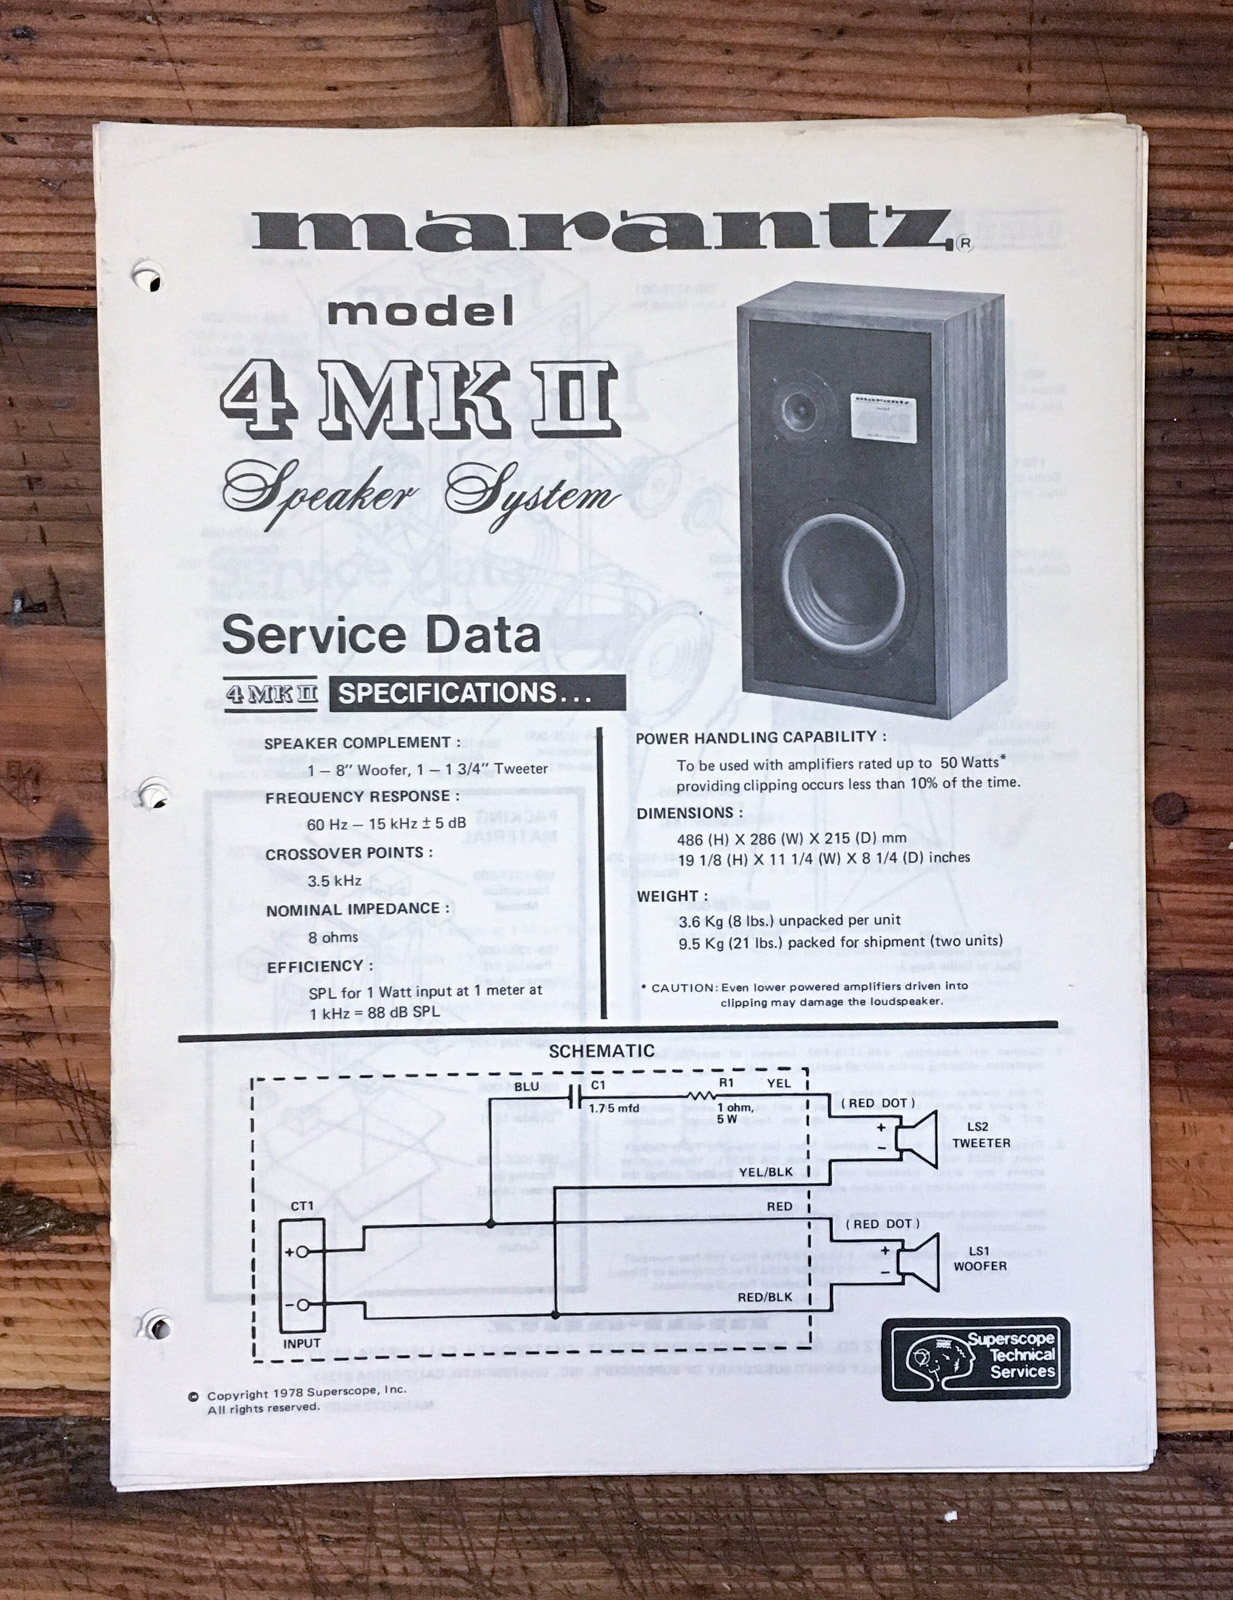 marantz®
model
4 MK II
Speaker System
marantz
model
Service Data
4 MK II SPECIFICATIONS...
SPEAKER COMPLEMENT :
1 – 8" Woofer, 1 – 1 3/4" Tweeter
FREQUENCY RESPONSE :
60 Hz – 15 kHz ± 5 dB
CROSSOVER POINTS :
3.5 kHz
NOMINAL IMPEDANCE :
8 ohms
EFFICIENCY :
SPL for 1 Watt input at 1 meter at
1 kHz = 88 dB SPL
POWER HANDLING CAPABILITY :
To be used with amplifiers rated up to 50 Watts*
providing clipping occurs less than 10% of the time.
DIMENSIONS :
486 (H) X 286 (W) X 215 (D) mm
19 1/8 (H) X 11 1/4 (W) X 8 1/4 (D) inches
WEIGHT :
3.6 Kg (8 lbs.) unpacked per unit
9.5 Kg (21 lbs.) packed for shipment (two units)
* CAUTION: Even lower powered amplifiers driven into
clipping may damage the loudspeaker.
SCHEMATIC
BLU C1 R1 YEL
1.75 mfd 1 ohm,
5 W
(RED DOT)
+
–
LS2
TWEETER
YEL/BLK
CT1
RED
(RED DOT)
+
–
LS1
WOOFER
+
–
RED/BLK
INPUT
Superscope
Technical
Services
© Copyright 1978 Superscope, Inc.
All rights reserved.